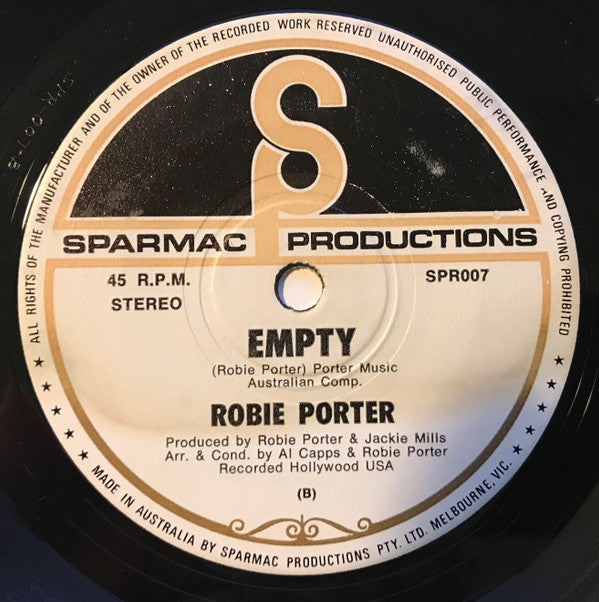 ALL RIGHTS OF THE MANUFACTURER AND OF THE OWNER OF THE RECORDED WORK RESERVED UNAUTHORISED PUBLIC PERFORMANCE AND COPYING PROHIBITED
SPARMAC PRODUCTIONS
45 R.P.M.
STEREO
SPR007
EMPTY
(Robie Porter) Porter Music
Australian Comp.
ROBIE PORTER
Produced by Robie Porter & Jackie Mills
Arr. & Cond. by Al Capps & Robie Porter
Recorded Hollywood USA
(B)
★ ★ ★ ★ MADE IN AUSTRALIA BY SPARMAC PRODUCTIONS PTY. LTD. MELBOURNE, VIC. ★ ★ ★ ★